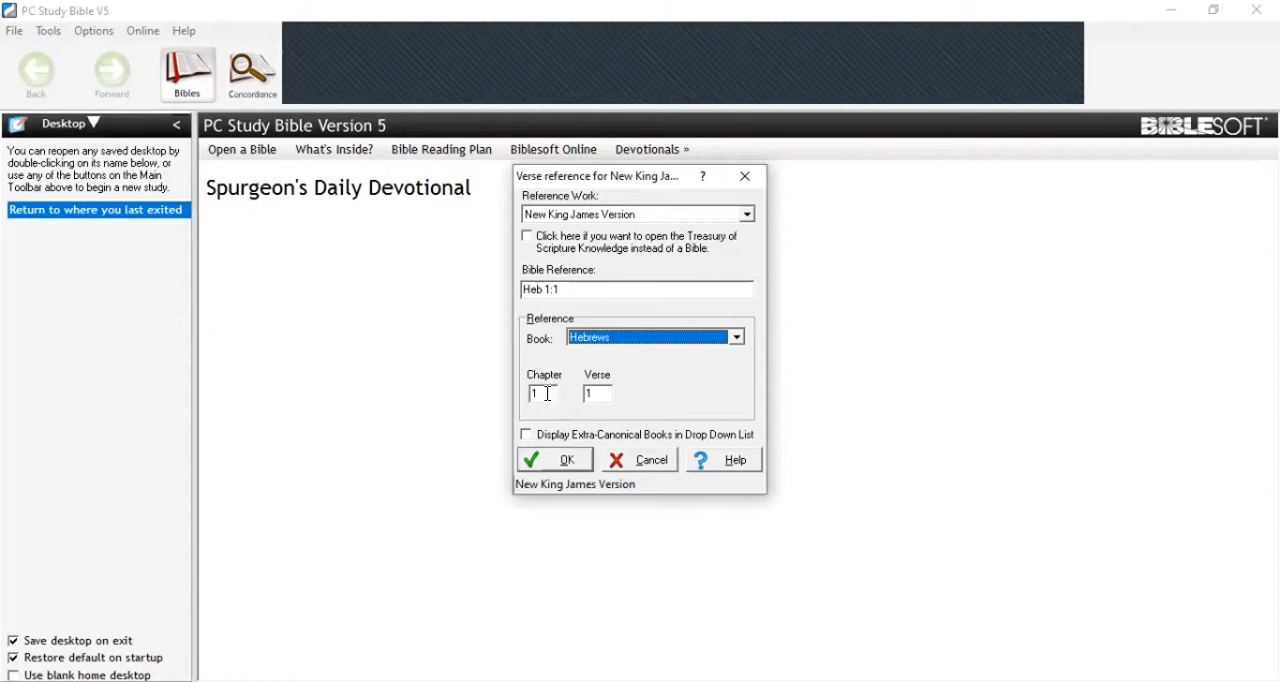 PC Study Bible V5
File Tools Options Online Help
Back Forward Bibles Concordance
Desktop <
PC Study Bible Version 5
BIBLESOFT
You can reopen any saved desktop by
double-clicking on its name below, or
use any of the buttons on the Main
Toolbar above to begin a new study.
Return to where you last exited
Open a Bible What's Inside? Bible Reading Plan Biblesoft Online Devotionals »
Spurgeon's Daily Devotional
Verse reference for New King Ja... ?
Reference Work:
New King James Version
Click here if you want to open the Treasury of
Scripture Knowledge instead of a Bible.
Bible Reference:
Heb 1:1
Reference
Book: Hebrews
Chapter Verse
1 1
Display Extra-Canonical Books in Drop Down List
OK Cancel ? Help
New King James Version
Save desktop on exit
Restore default on startup
Use blank home desktop